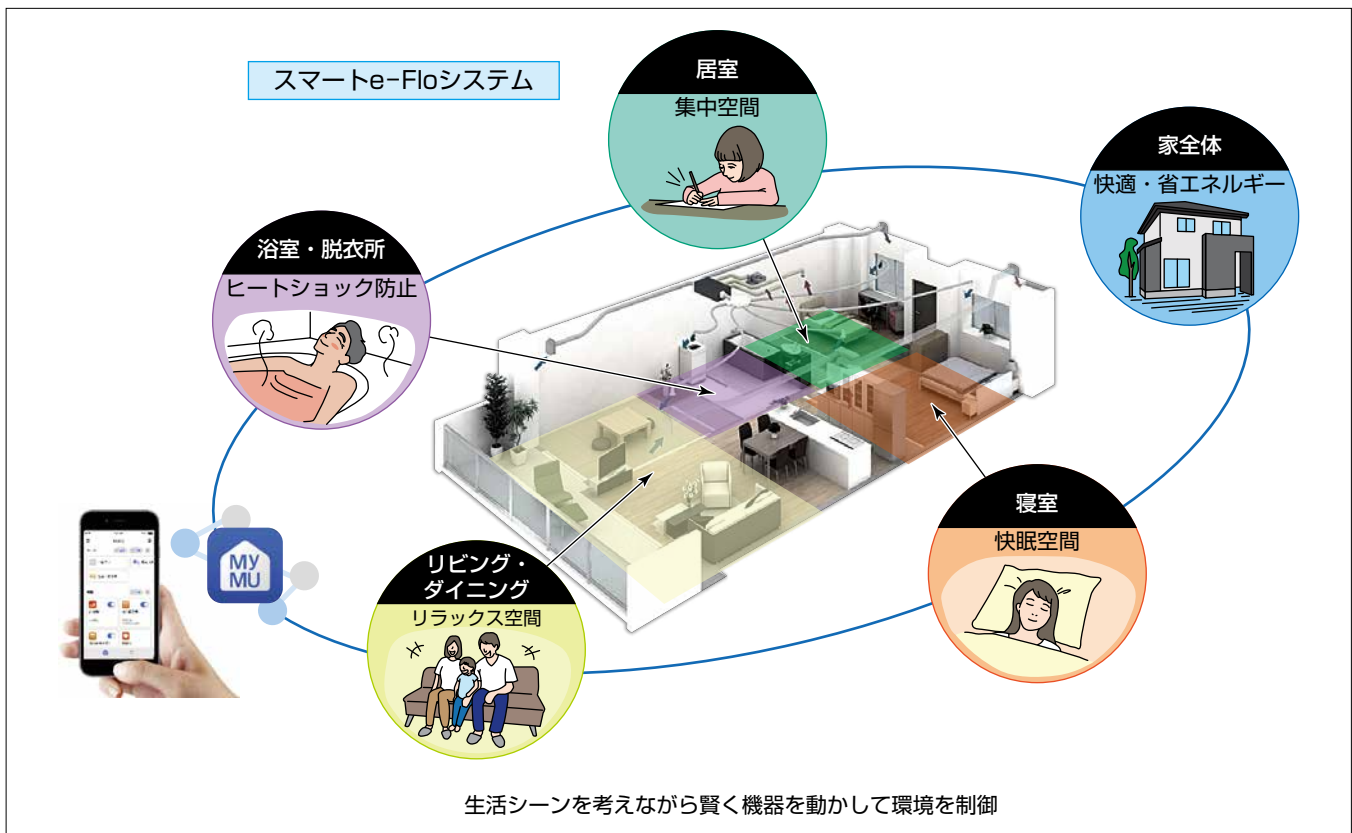 スマートe-Floシステム
居室
集中空間
家全体
快適・省エネルギー
浴室・脱衣所
ヒートショック防止
MY
MU
リビング・
ダイニング
リラックス空間
寝室
快眠空間
生活シーンを考えながら賢く機器を動かして環境を制御